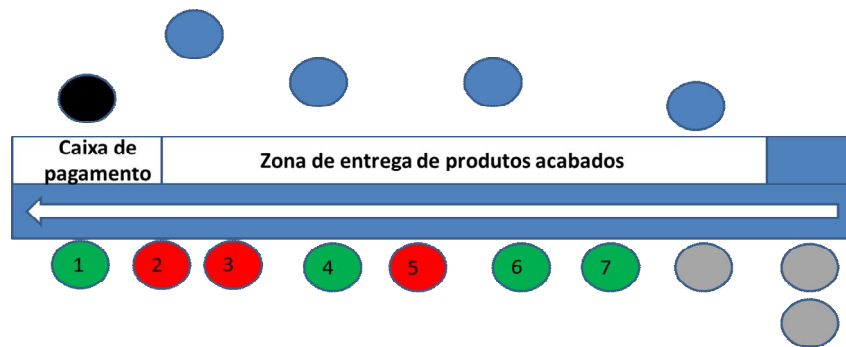 Caixa de
pagamento
Zona de entrega de produtos acabados
1 2 3 4 5 6 7